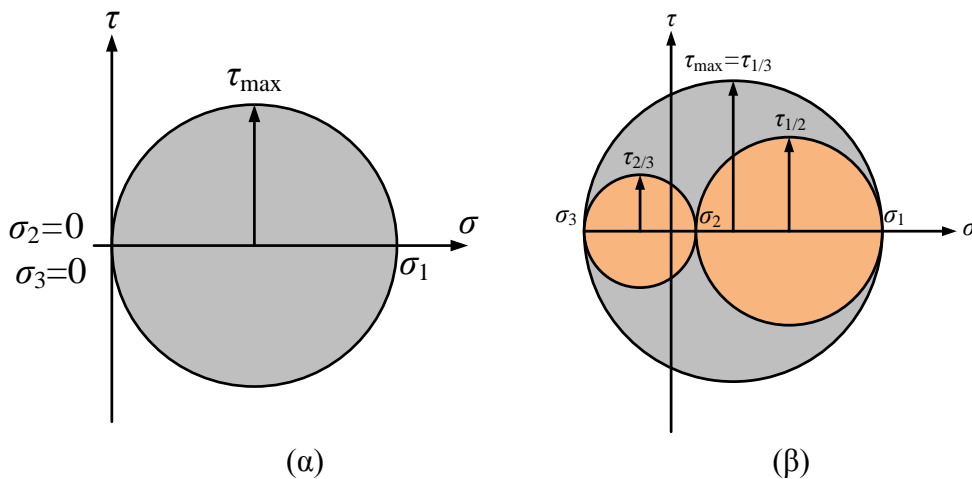 τ
τmax
σ2=0
σ
σ3=0
σ1
(α)
τ
τmax=τ1/3
τ1/2
τ2/3
σ3
σ2
σ1
σ
(β)